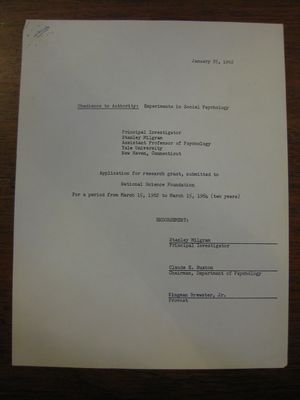 January 25, 1962
Obedience to Authority: Experiments in Social Psychology
Principal Investigator
Stanley Milgram
Assistant Professor of Psychology
Yale University
New Haven, Connecticut
Application for research grant, submitted to
National Science Foundation
For a period from March 15, 1962 to March 15, 1964 (two years)
ENDORSEMENT:
Stanley Milgram
Principal Investigator
Claude E. Buxton
Chairman, Department of Psychology
Kingman Brewster, Jr.
Provost